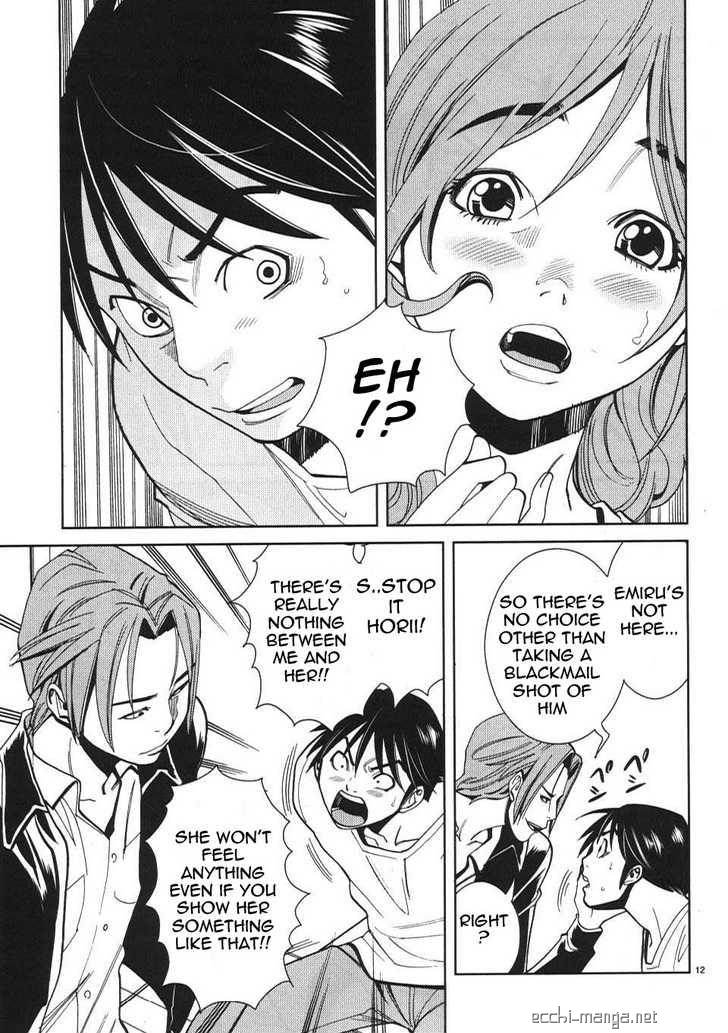 EH
!?
EMIRU'S
NOT
HERE...
SO THERE'S
NO CHOICE
OTHER THAN
TAKING A
BLACKMAIL
SHOT OF
HIM
ペ
ペ
RIGHT
?
S..STOP
IT
HORII!
THERE'S
REALLY
NOTHING
BETWEEN
ME AND
HER!!
SHE WON'T
FEEL
ANYTHING
EVEN IF YOU
SHOW HER
SOMETHING
LIKE THAT!!
12
ecchi-manga.net